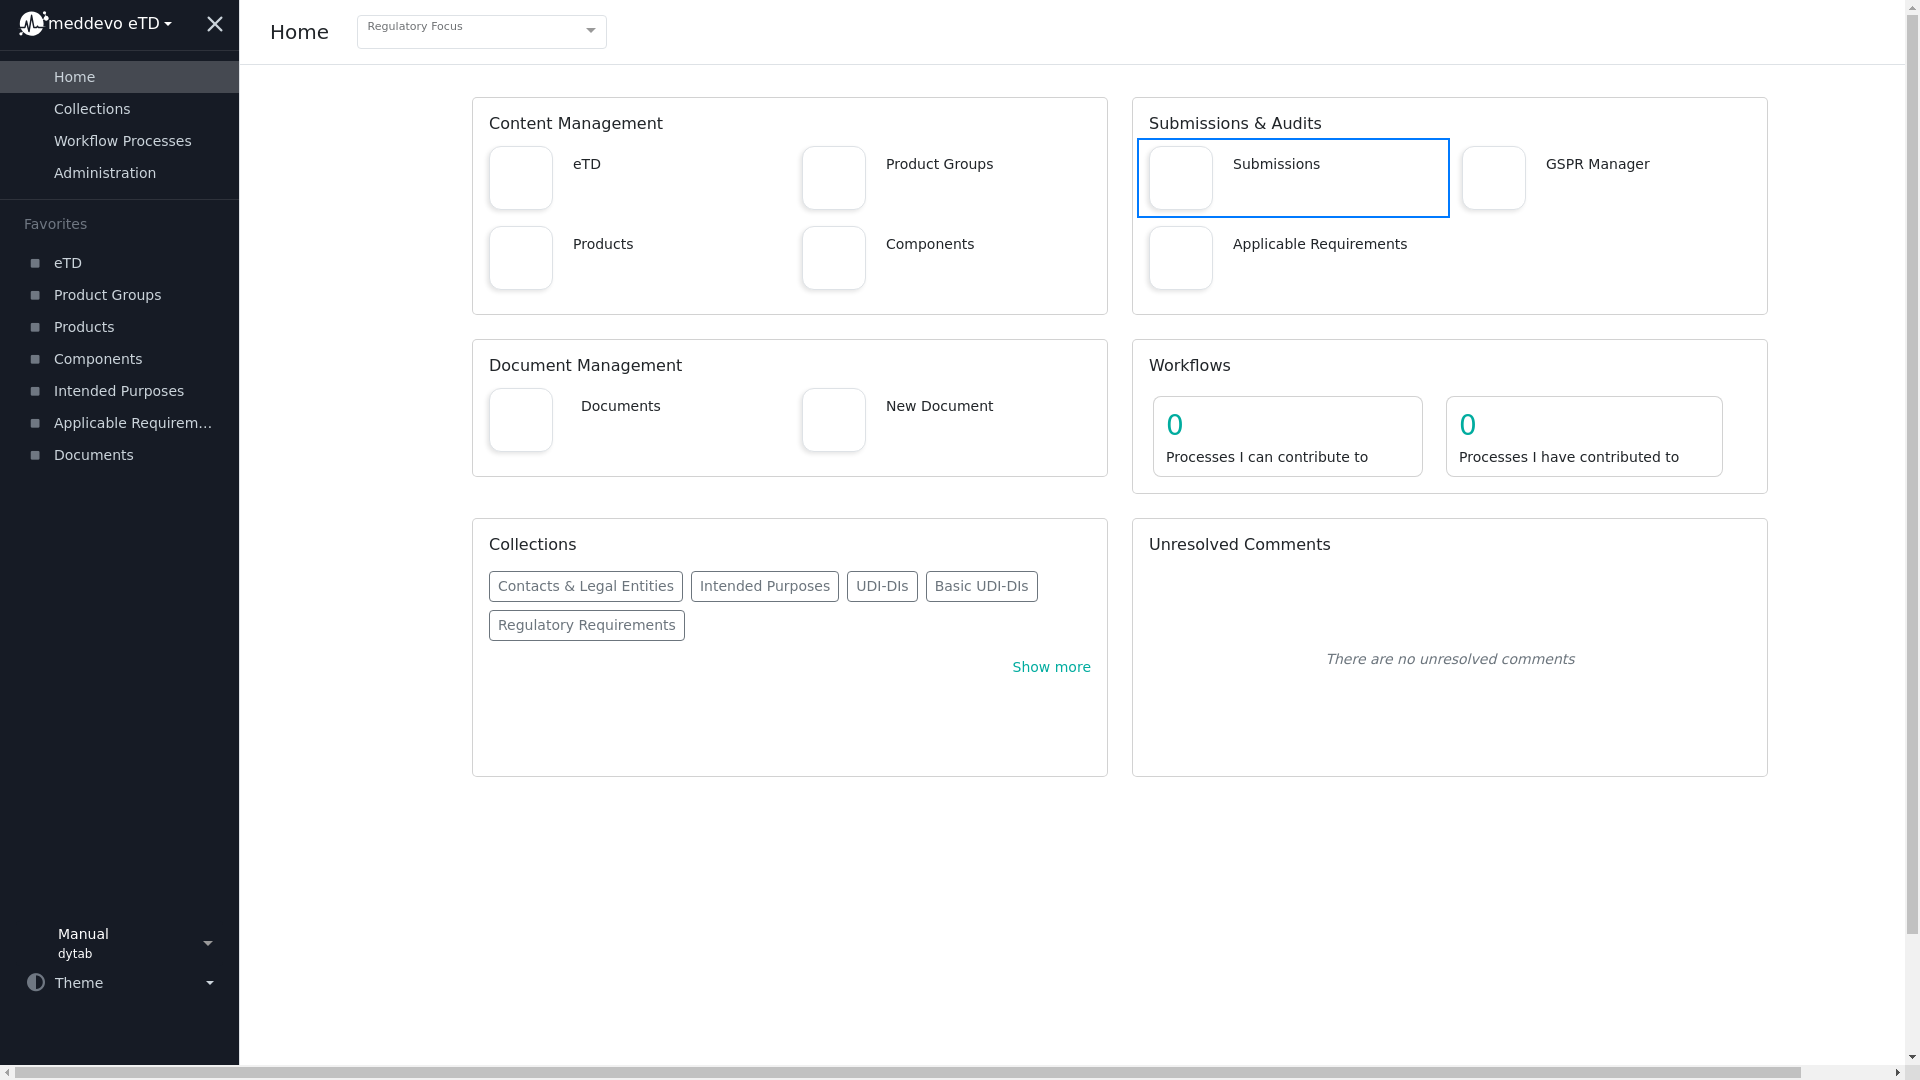 meddevo eTD
Home
Collections
Workflow Processes
Administration
Favorites
eTD
Product Groups
Products
Components
Intended Purposes
Applicable Requirem...
Documents
Manual
dytab
Theme
Home
Regulatory Focus
Content Management
eTD
Product Groups
Products
Components
Submissions & Audits
Submissions
GSPR Manager
Applicable Requirements
Document Management
Documents
New Document
Workflows
0
Processes I can contribute to
0
Processes I have contributed to
Collections
Contacts & Legal Entities
Intended Purposes
UDI-DIs
Basic UDI-DIs
Regulatory Requirements
Show more
Unresolved Comments
There are no unresolved comments